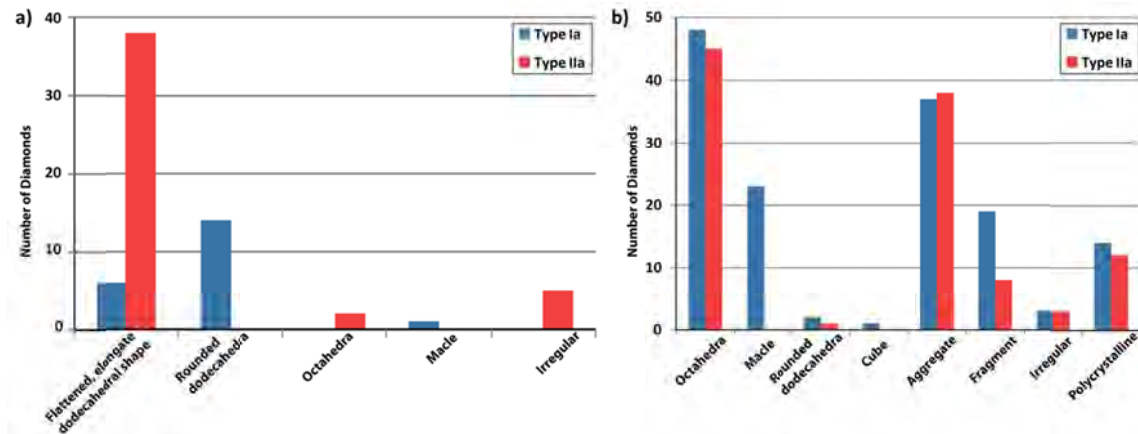 a)
40
30
20
10
0
Number of Diamonds
Type Ia
Type IIa
Flattened, elongate
dodecahedral shape
Rounded
dodecahedra
Octahedra
Macle
Irregular
b)
50
40
30
20
10
0
Number of Diamonds
Type Ia
Type IIa
Octahedra
Macle
Rounded
dodecahedra
Cube
Aggregate
Fragment
Irregular
Polycrystalline